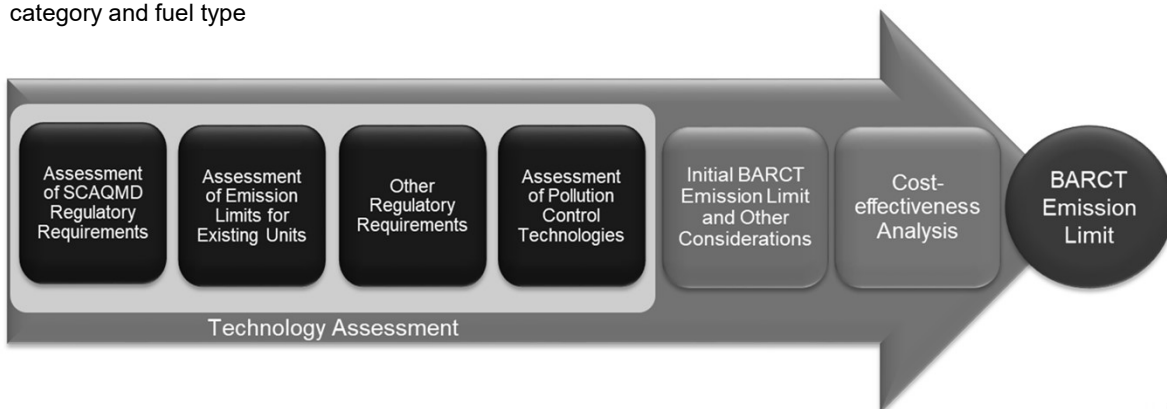 category and fuel type
Assessment
of SCAQMD
Regulatory
Requirements
Assessment
of Emission
Limits for
Existing Units
Other
Regulatory
Requirements
Assessment
of Pollution
Control
Technologies
Initial BARCT
Emission Limit
and Other
Considerations
Cost-
effectiveness
Analysis
BARCT
Emission
Limit
Technology Assessment